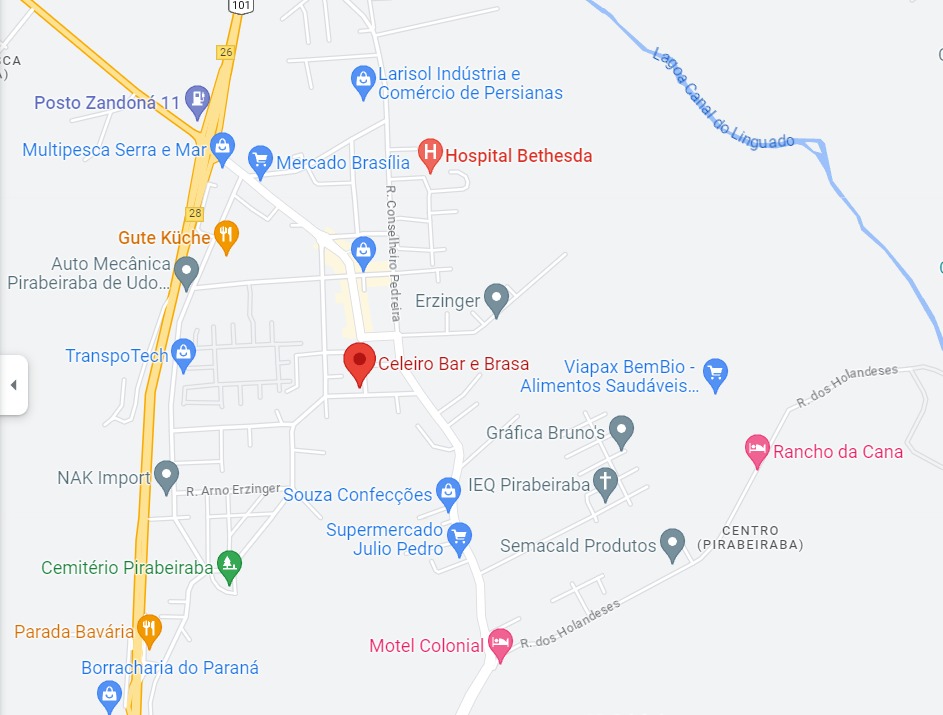 101
26
SCA
Lagoa Canal do Linguado
Larisol Indústria e
Comércio de Persianas
Posto Zandoná 11
Multipesca Serra e Mar
Mercado Brasília
H
Hospital Bethesda
R. Conselheiro Pedreira
28
Gute Küche
Auto Mecânica
Pirabeiraba de Udo...
Erzinger
TranspoTech
Celeiro Bar e Brasa
Viapax BemBio -
Alimentos Saudáveis...
R. dos Holandeses
Gráfica Bruno's
Rancho da Cana
NAK Import
R. Arno Erzinger
Souza Confecções
IEQ Pirabeiraba
Supermercado
Julio Pedro
Semacald Produtos
CENTRO
(PIRABEIRABA)
Cemitério Pirabeiraba
Parada Bavária
Motel Colonial
R. dos Holandeses
Borracharia do Paraná